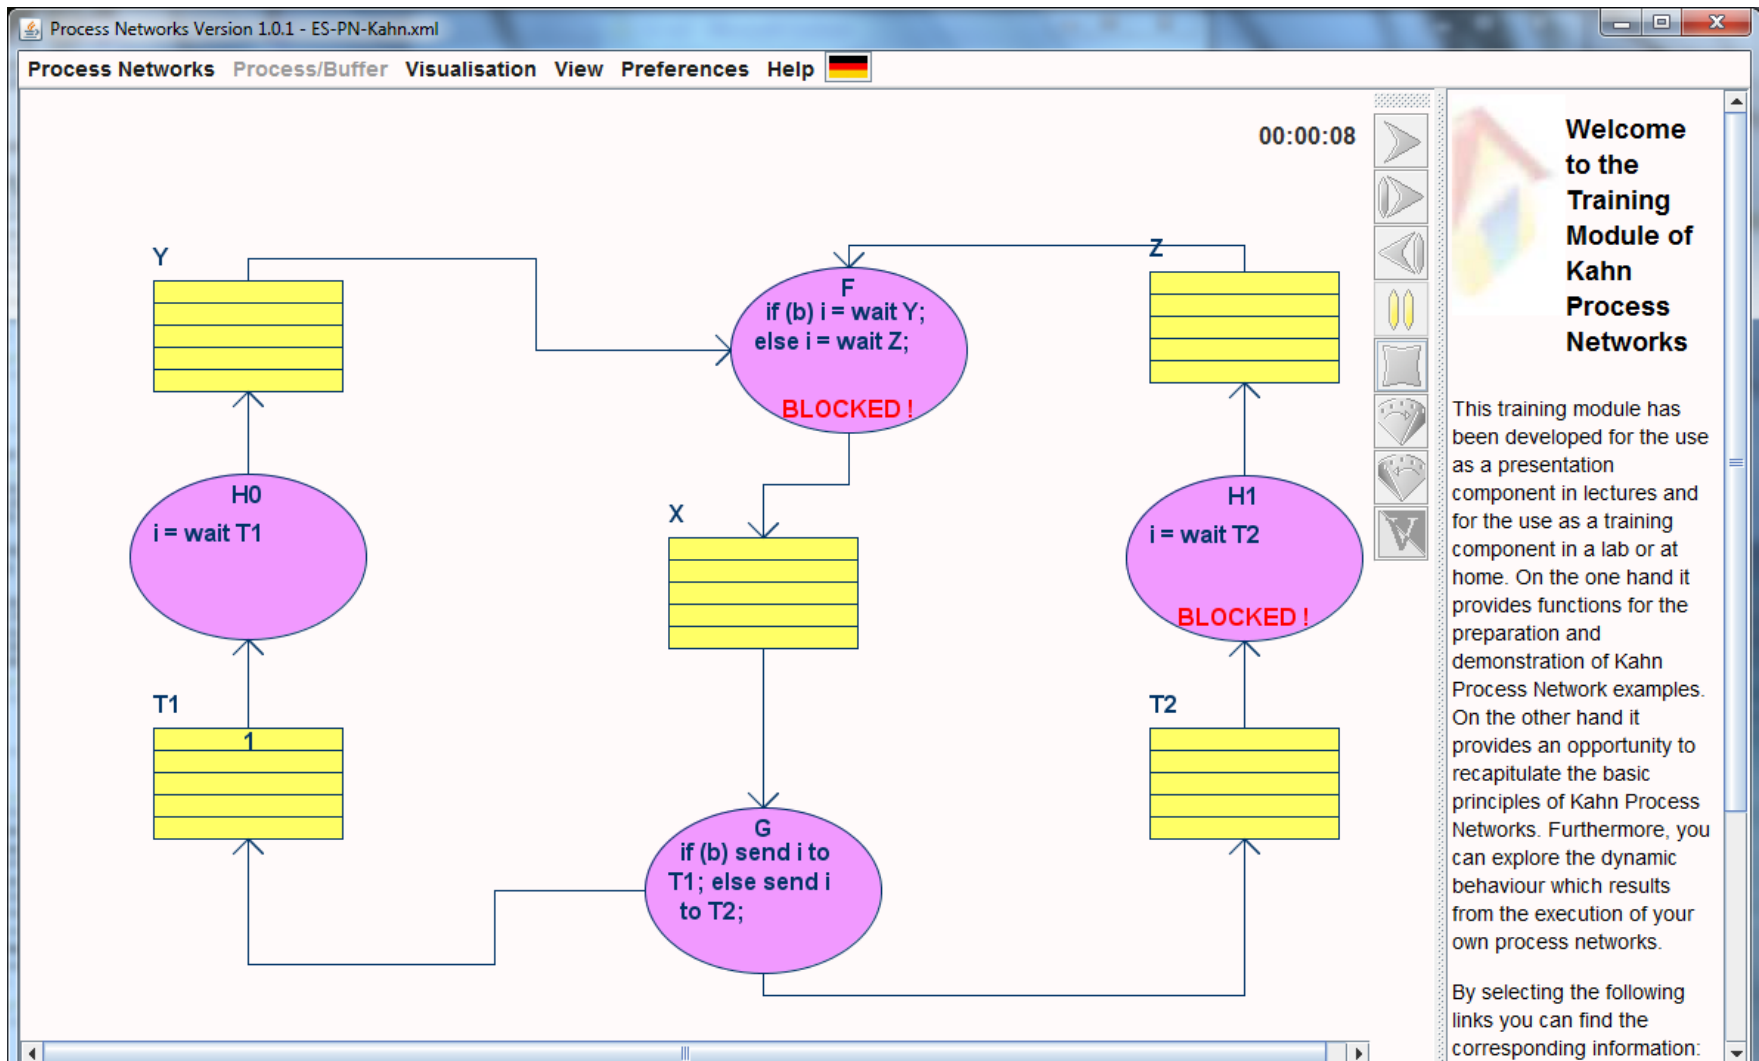 Process Networks Version 1.0.1 - ES-PN-Kahn.xml
Process Networks Process/Buffer Visualisation View Preferences Help
00:00:08
Y
Z
F
if (b) i = wait Y;
else i = wait Z;
BLOCKED !
H0
i = wait T1
X
H1
i = wait T2
BLOCKED !
T1
1
T2
G
if (b) send i to
T1; else send i
to T2;
V
Welcome
to the
Training
Module of
Kahn
Process
Networks
This training module has
been developed for the use
as a presentation
component in lectures and
for the use as a training
component in a lab or at
home. On the one hand it
provides functions for the
preparation and
demonstration of Kahn
Process Network examples.
On the other hand it
provides an opportunity to
recapitulate the basic
principles of Kahn Process
Networks. Furthermore, you
can explore the dynamic
behaviour which results
from the execution of your
own process networks.
By selecting the following
links you can find the
corresponding information: